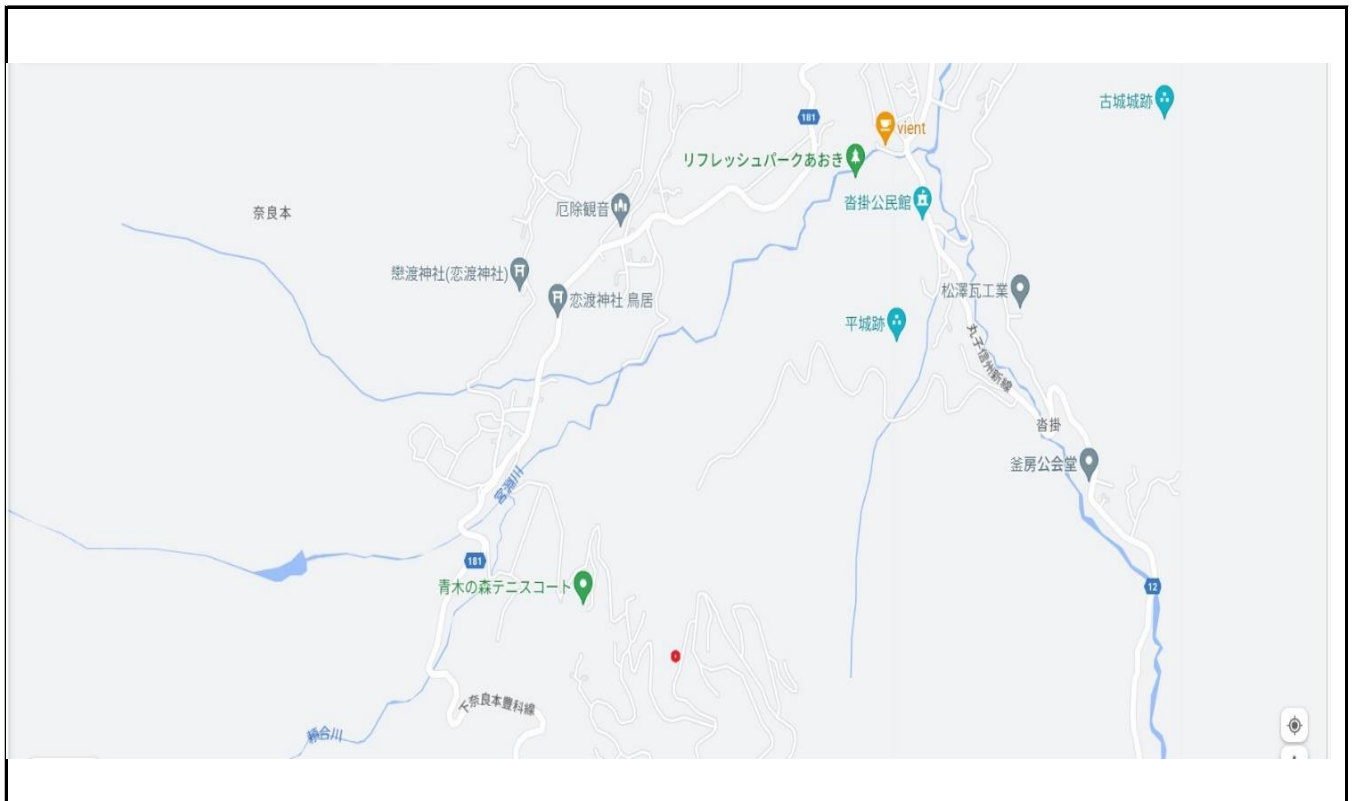 古城城跡
181
vient
リフレッシュパークあおき
沓掛公民館
奈良本
厄除観音
戀渡神社(恋渡神社)
恋渡神社 鳥居
松澤瓦工業
平城跡
丸子信州新線
沓掛
釜房公会堂
宮渕川
181
青木の森テニスコート
12
下奈良本豊科線